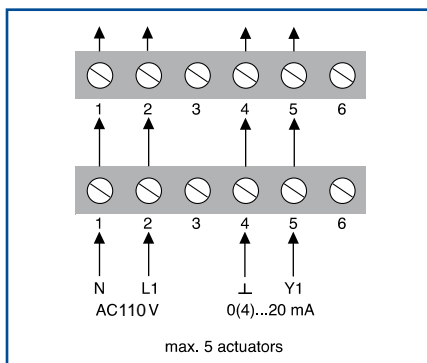 1 2 3 4 5 6
1 2 3 4 5 6
N L1 ⊥ Y1
AC110 V 0(4)...20 mA
max. 5 actuators